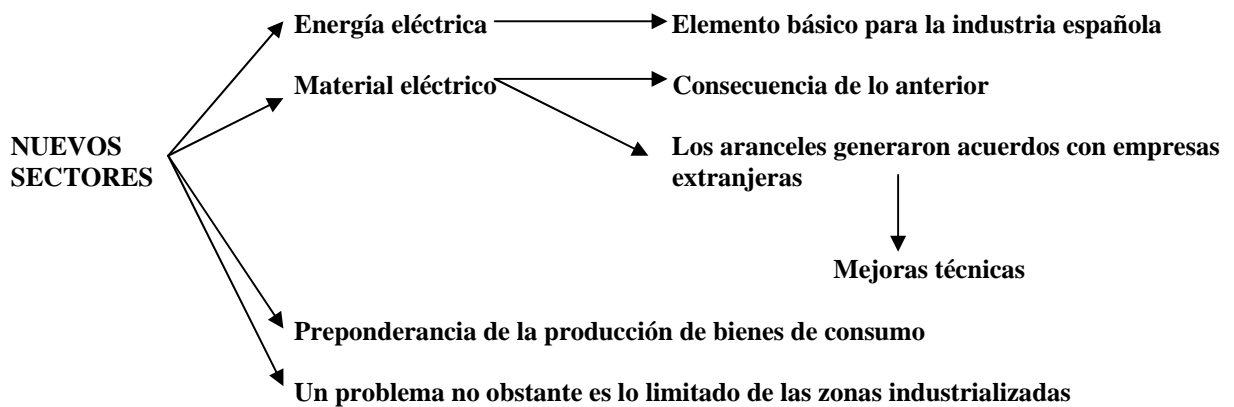 Energía eléctrica
Elemento básico para la industria española
Material eléctrico
Consecuencia de lo anterior
NUEVOS
SECTORES
Los aranceles generaron acuerdos con empresas
extranjeras
Mejoras técnicas
Preponderancia de la producción de bienes de consumo
Un problema no obstante es lo limitado de las zonas industrializadas